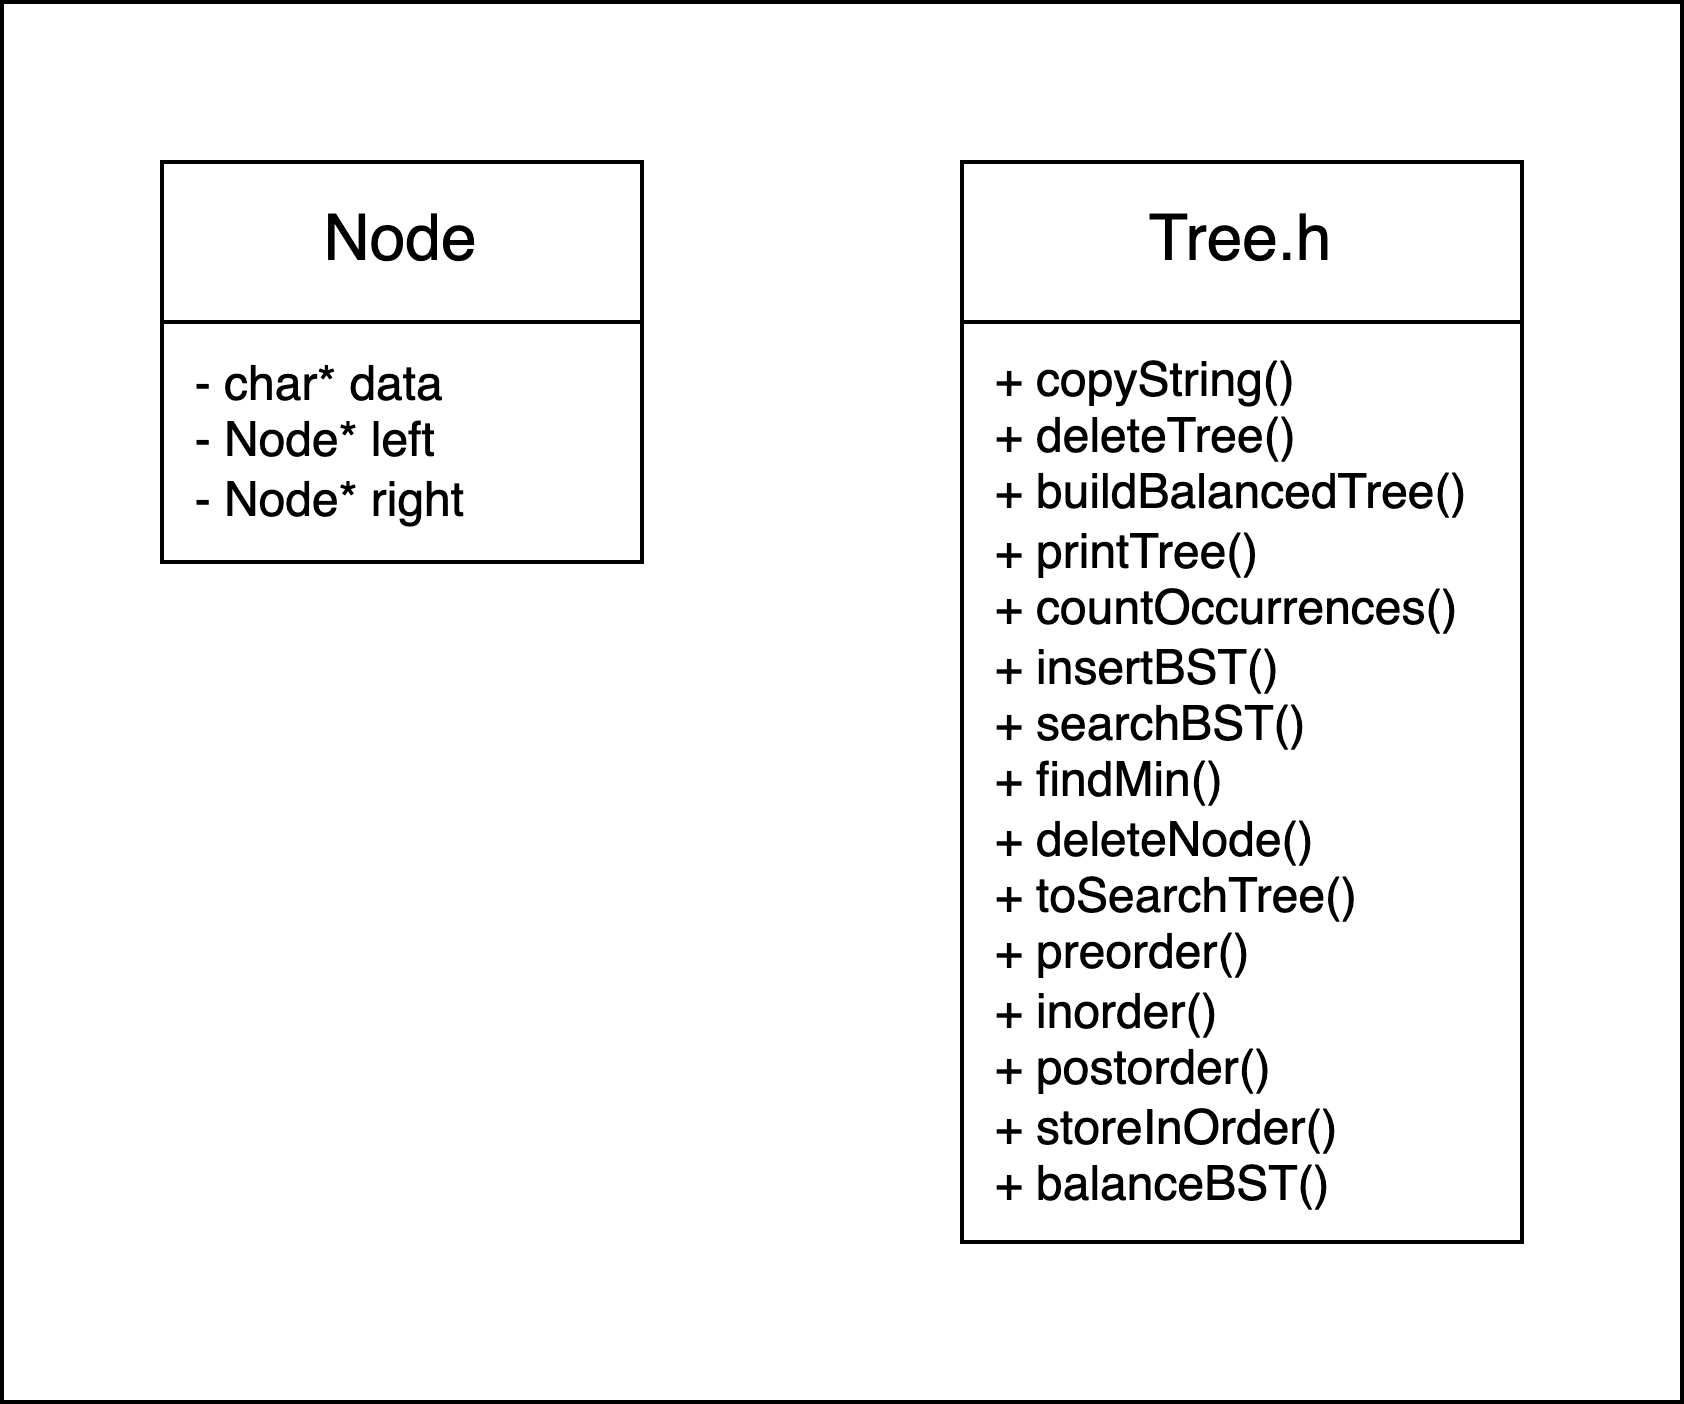 Node
- char* data
- Node* left
- Node* right
Tree.h
+ copyString()
+ deleteTree()
+ buildBalancedTree()
+ printTree()
+ countOccurrences()
+ insertBST()
+ searchBST()
+ findMin()
+ deleteNode()
+ toSearchTree()
+ preorder()
+ inorder()
+ postorder()
+ storeInOrder()
+ balanceBST()